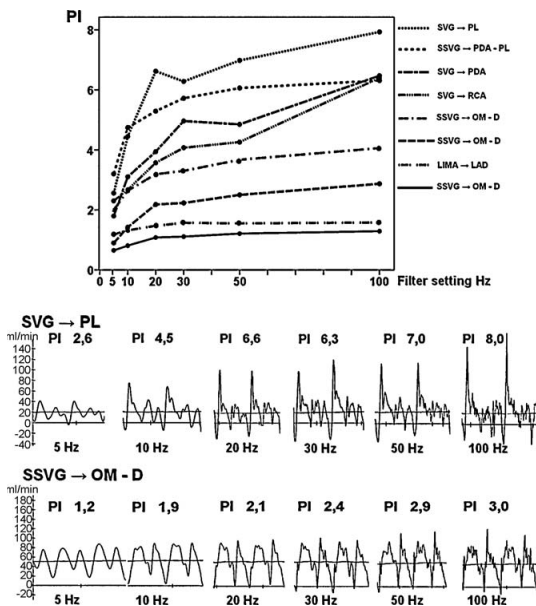 PI
8
6
4
2
0
0 5 10 20 30 50 100
Filter setting Hz
SVG → PL
SSVG → PDA - PL
SVG → PDA
SVG → RCA
SSVG → OM - D
SSVG → OM - D
LIMA → LAD
SSVG → OM - D
SVG → PL
ml/min
140
120
100
80
60
40
20
0
-20
-40
PI 2,6
PI 4,5
PI 6,6
PI 6,3
PI 7,0
PI 8,0
5 Hz
10 Hz
20 Hz
30 Hz
50 Hz
100 Hz
SSVG → OM - D
ml/min
180
160
140
120
100
80
60
40
20
0
-20
PI 1,2
PI 1,9
PI 2,1
PI 2,4
PI 2,9
PI 3,0
5 Hz
10 Hz
20 Hz
30 Hz
50 Hz
100 Hz